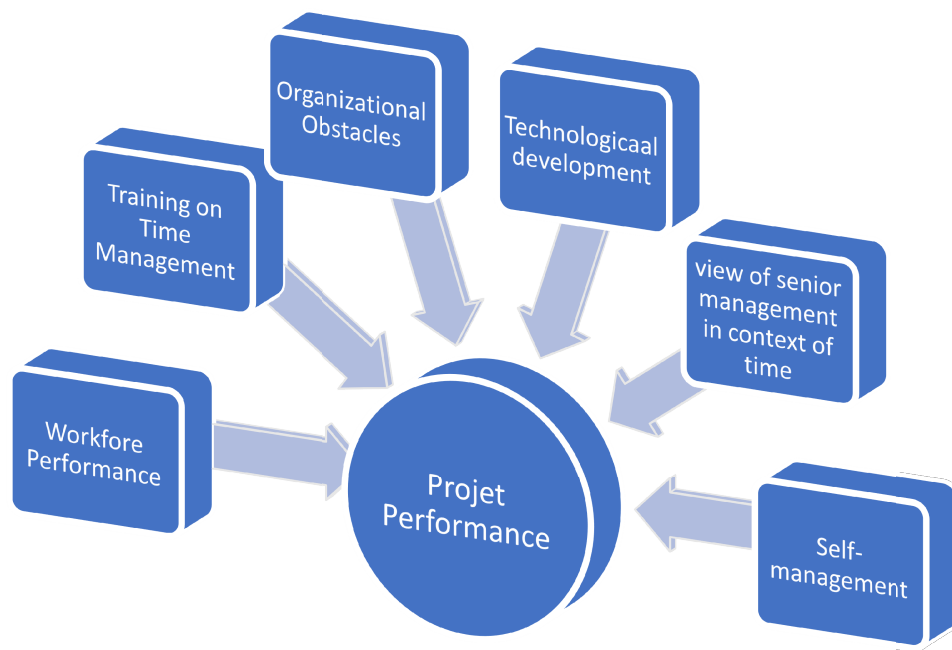 Organizational
Obstacles
Technologicaal
development
Training on
Time
Management
view of senior
management
in context of
time
Workfore
Performance
Projet
Performance
Self-
management